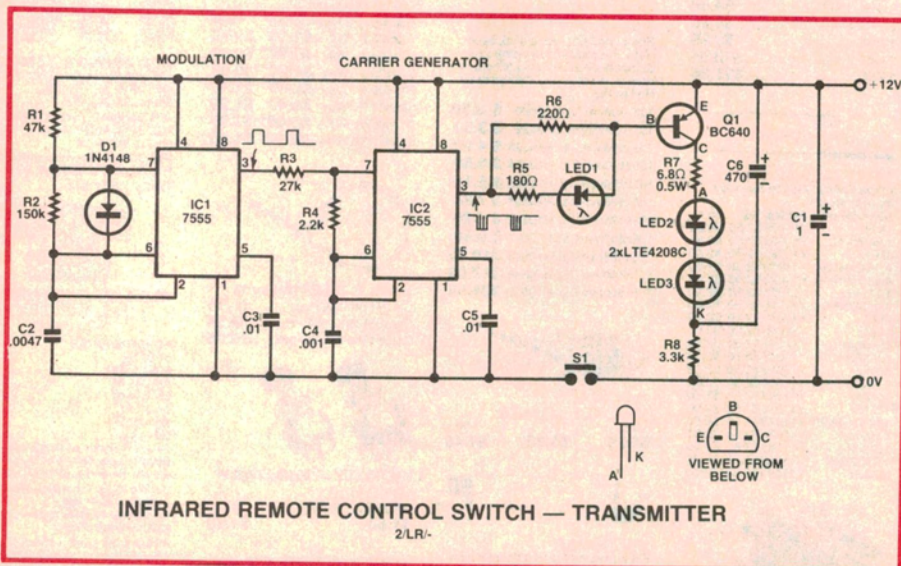 MODULATION
CARRIER GENERATOR
+12V
R1
47k
D1
1N4148
R2
150k
C2
.0047
7
6
4
8
3
5
2
1
IC1
7555
R3
27k
R4
2.2k
C3
.01
C4
.001
7
6
4
8
3
5
2
1
IC2
7555
C5
.01
R6
220Ω
R5
180Ω
LED1
λ
B
E
C
Q1
BC640
R7
6.8Ω
0.5W
A
LED2
λ
2xLTE4208C
LED3
λ
K
R8
3.3k
C6
470
+
−
C1
1
+
−
S1
0V
A
K
B
E
C
VIEWED FROM
BELOW
INFRARED REMOTE CONTROL SWITCH — TRANSMITTER
2/LR/-